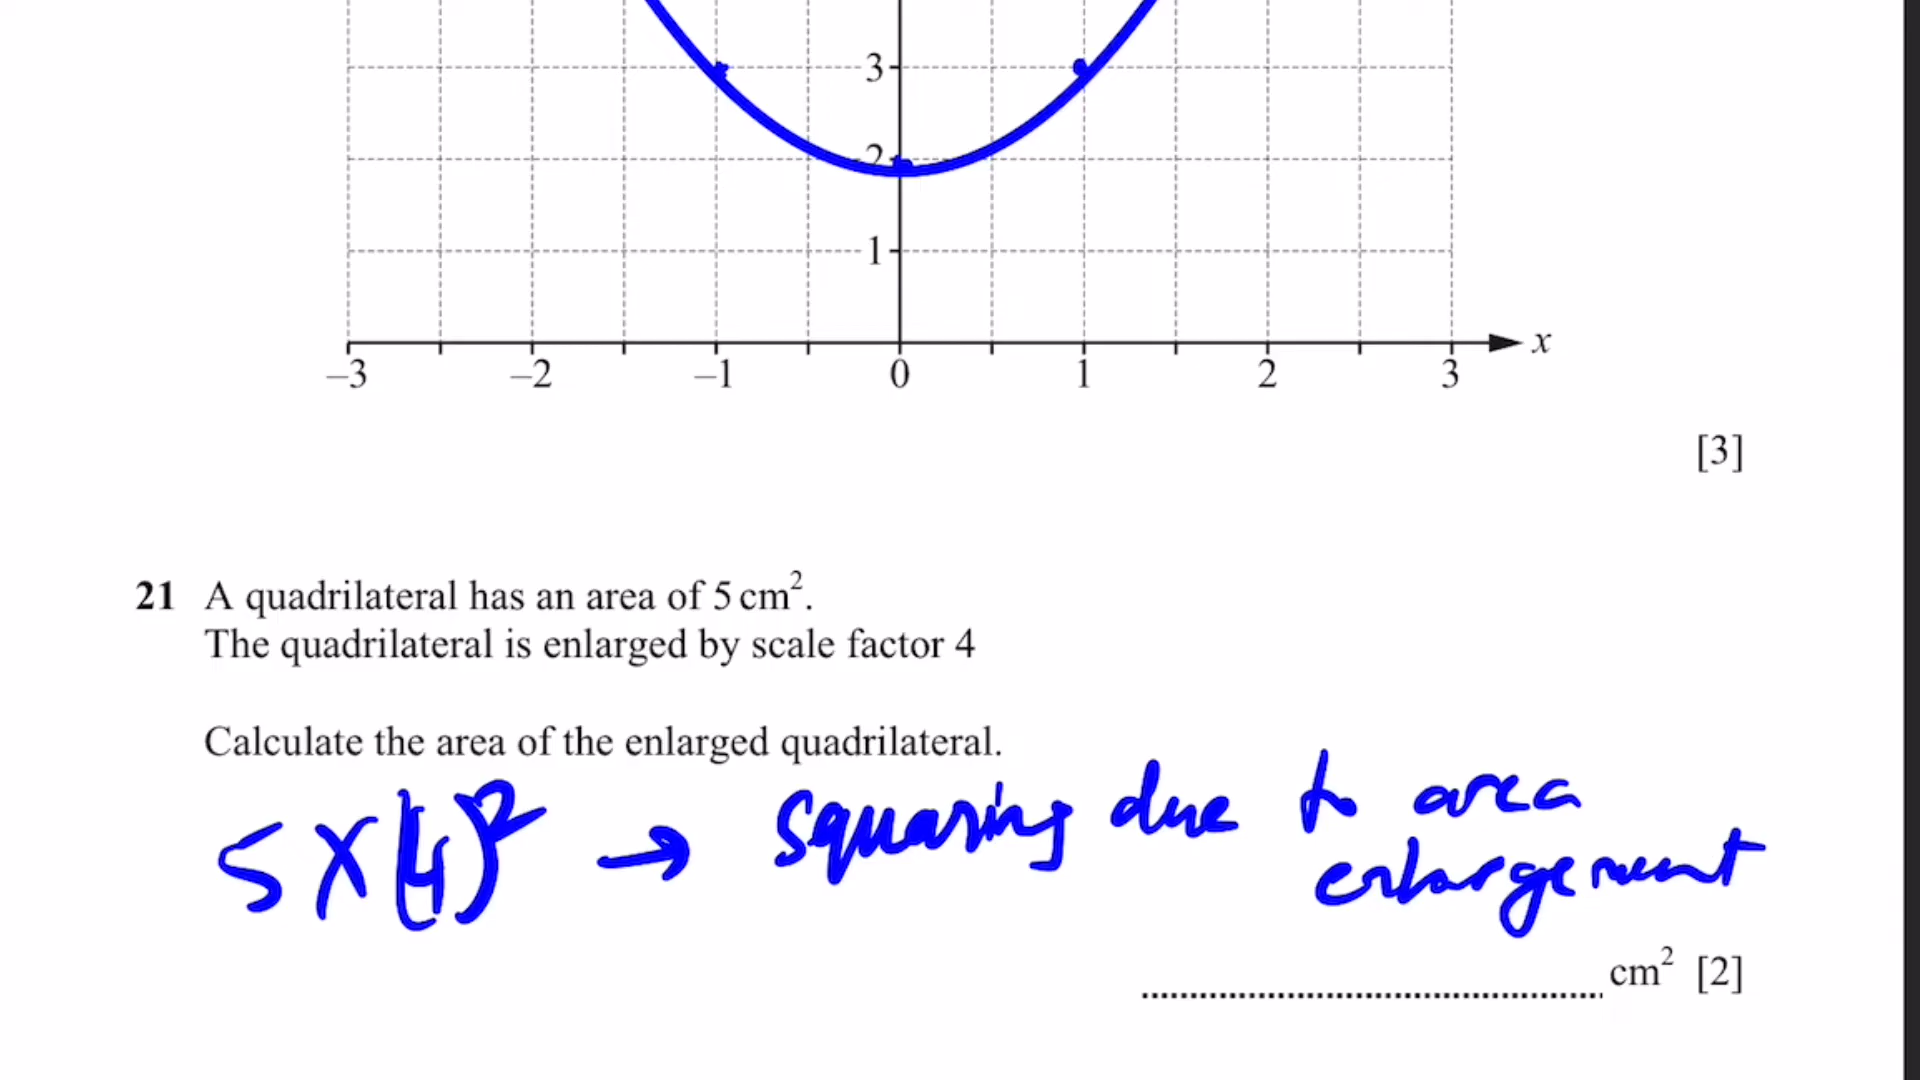 3
2
1
x
–3 –2 –1 0 1 2 3
[3]
21 A quadrilateral has an area of 5 cm².
The quadrilateral is enlarged by scale factor 4
Calculate the area of the enlarged quadrilateral.
5 x (4)² → squaring due to area
enlargement
cm² [2]